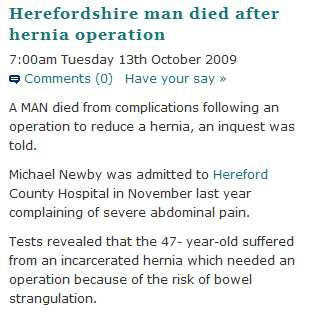 Herefordshire man died after
hernia operation
7:00am Tuesday 13th October 2009
Comments (0) Have your say »
A MAN died from complications following an
operation to reduce a hernia, an inquest was
told.
Michael Newby was admitted to Hereford
County Hospital in November last year
complaining of severe abdominal pain.
Tests revealed that the 47- year-old suffered
from an incarcerated hernia which needed an
operation because of the risk of bowel
strangulation.